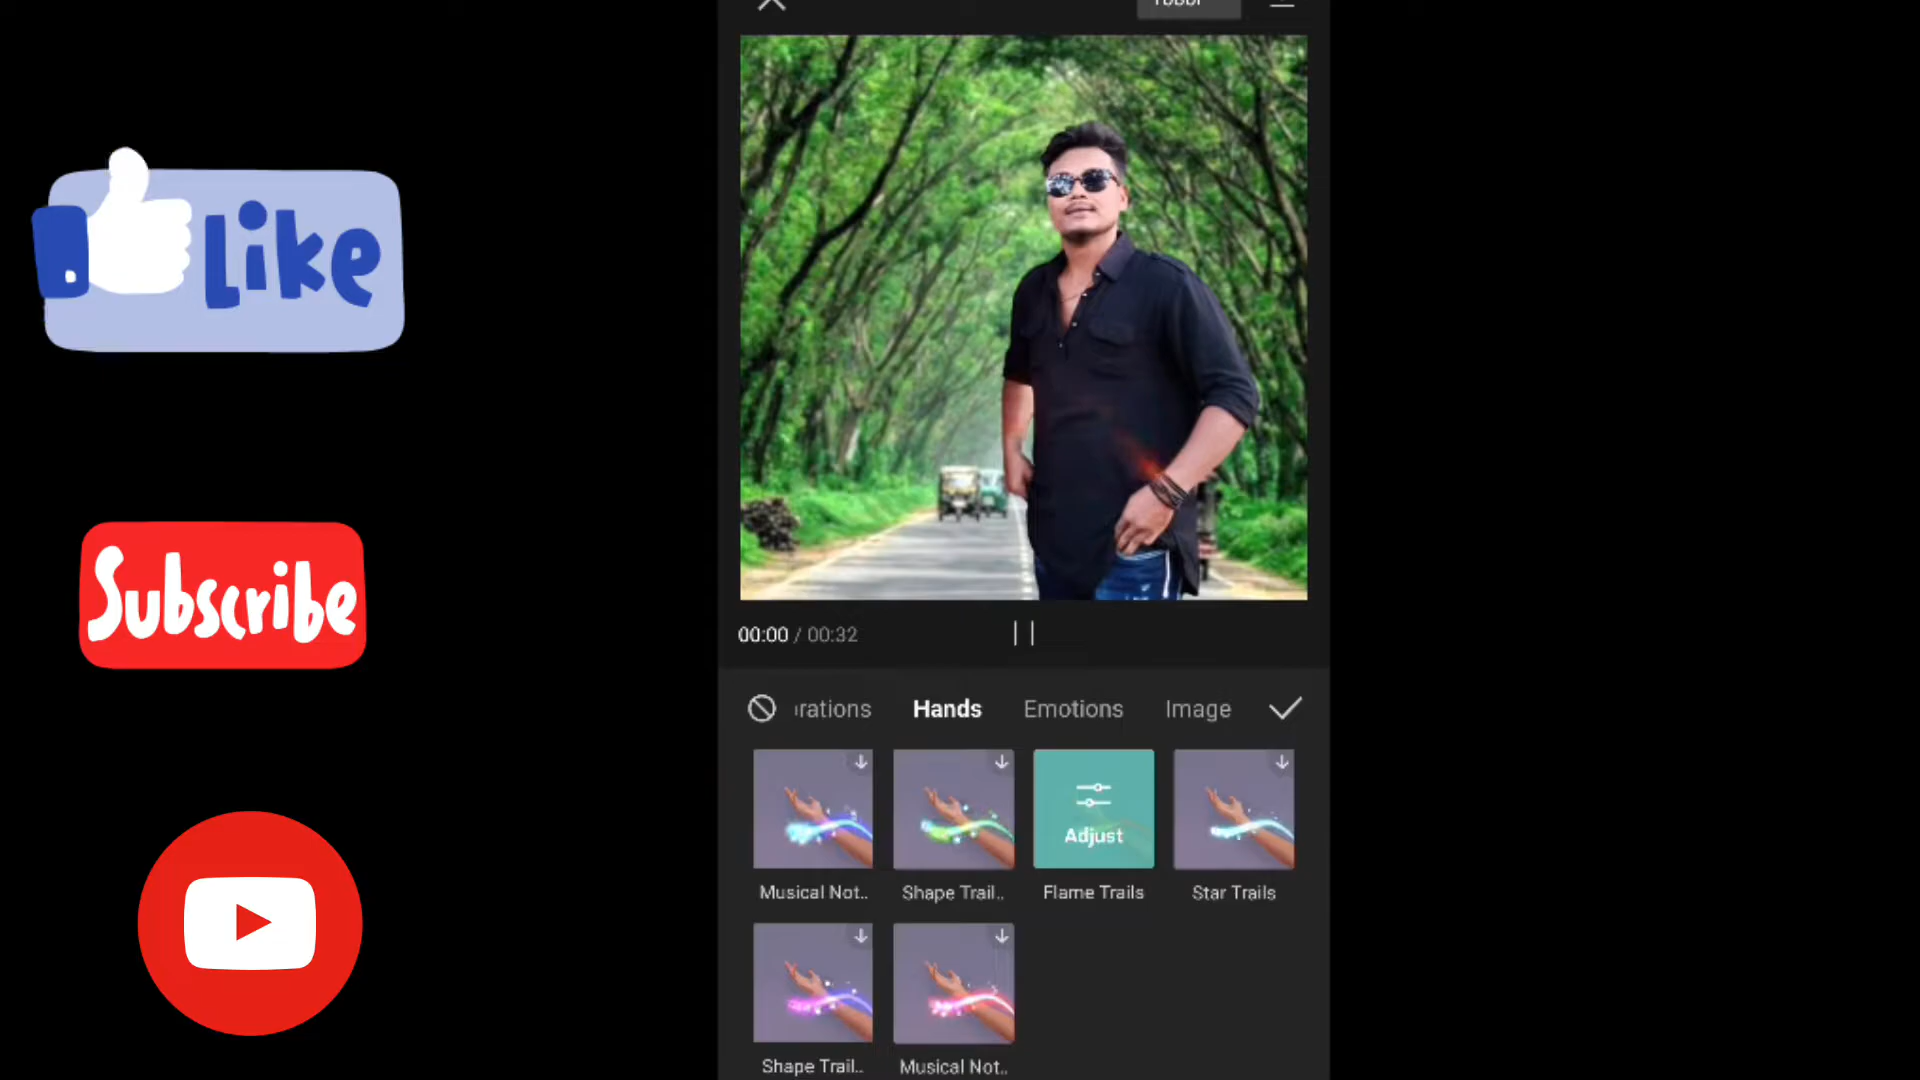 Like
Subscribe
00:00 / 00:32
rations Hands Emotions Image
Adjust
Musical Not.. Shape Trail.. Flame Trails Star Trails
Shape Trail.. Musical Not..